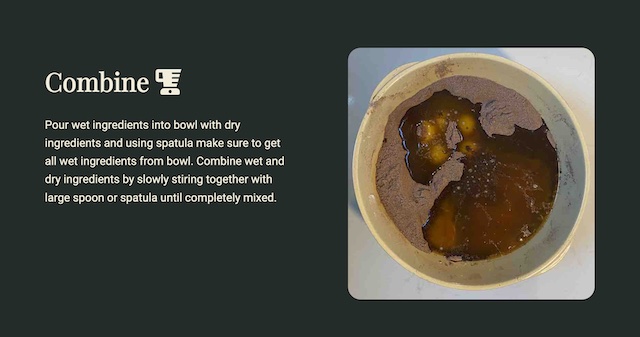 Combine
Pour wet ingredients into bowl with dry
ingredients and using spatula make sure to get
all wet ingredients from bowl. Combine wet and
dry ingredients by slowly stiring together with
large spoon or spatula until completely mixed.